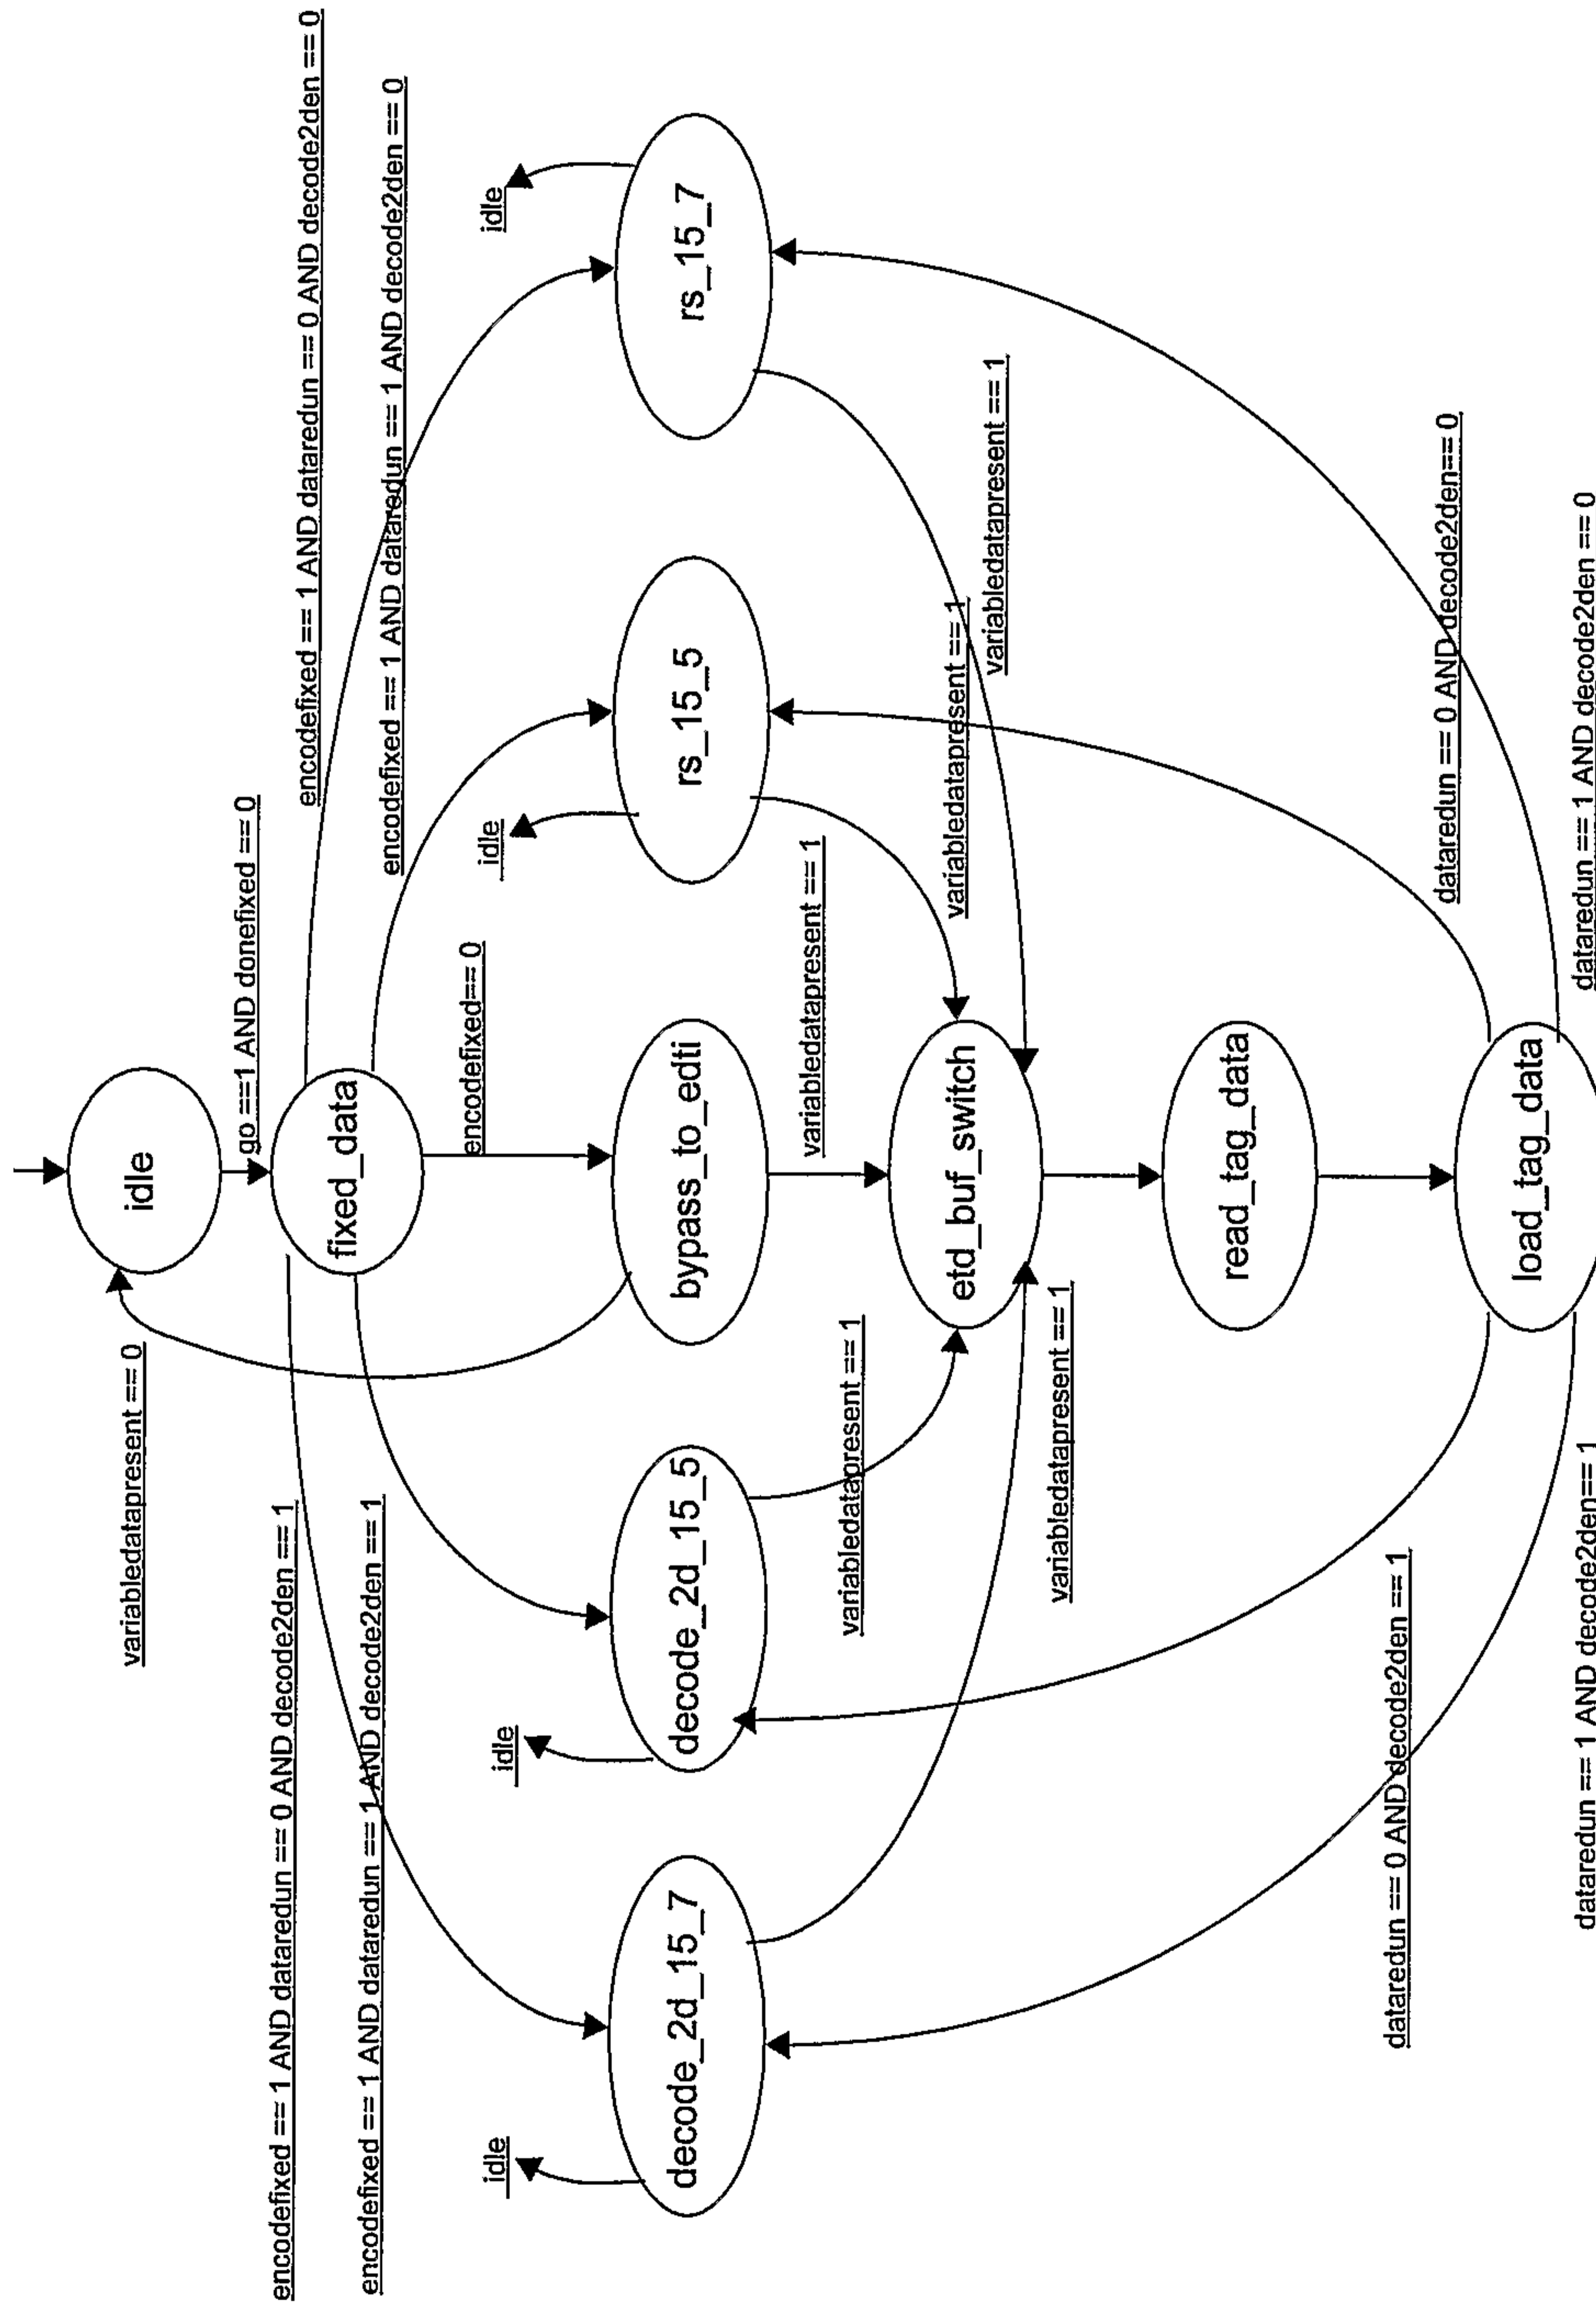 variabledatapresent == 0
idle
go ==1 AND donefixed == 0
encodefixed == 1 AND dataredun == 0 AND decode2den == 1
encodefixed == 1 AND dataredun == 0 AND decode2den == 0
fixed_data
encodefixed == 1 AND dataredun == 1 AND decode2den == 1
encodefixed == 1 AND dataredun == 1 AND decode2den == 0
encodefixed== 0
idle
idle
idle
idle
decode_2d_15_7
decode_2d_15_5
bypass_to_edti
rs_15_5
rs_15_7
variabledatapresent == 1
variabledatapresent == 1
variabledatapresent == 1
etd_buf_switch
variabledatapresent == 1
variabledatapresent == 1
read_tag_data
dataredun == 0 AND decode2den == 1
dataredun == 0 AND decode2den== 0
load_tag_data
dataredun == 1 AND decode2den== 1
dataredun == 1 AND decode2den == 0